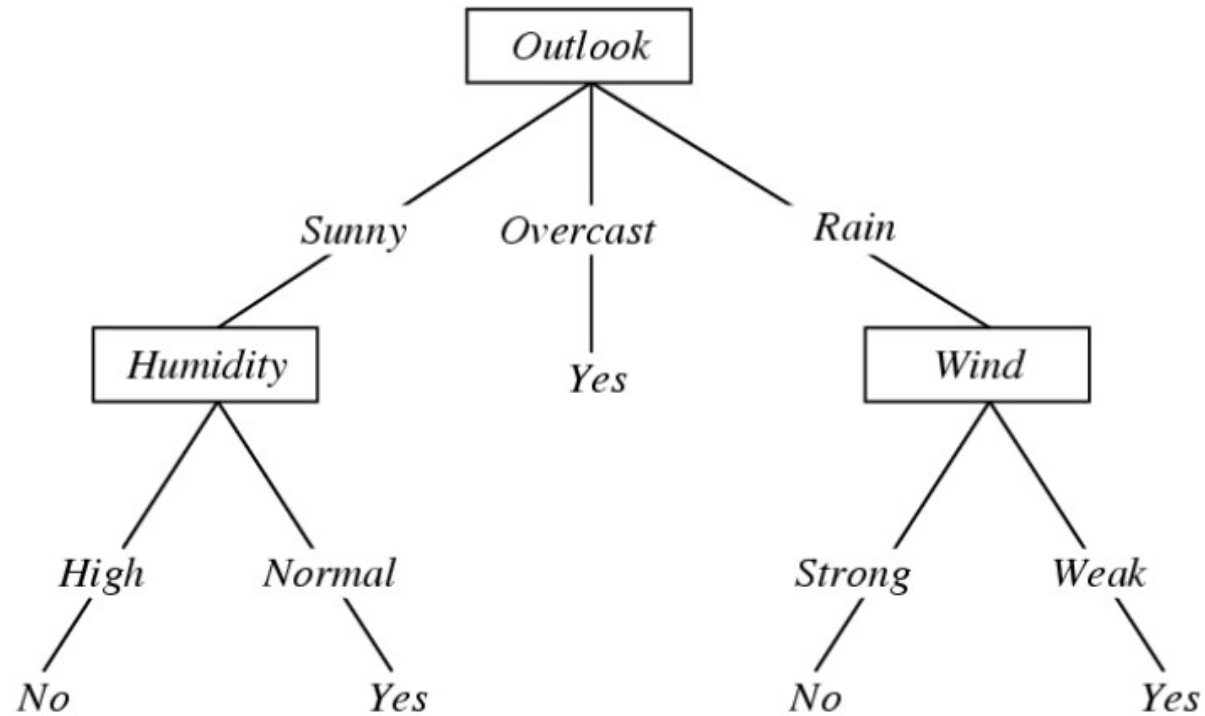 Outlook
Sunny Overcast Rain
Humidity Yes Wind
High Normal Strong Weak
No Yes No Yes